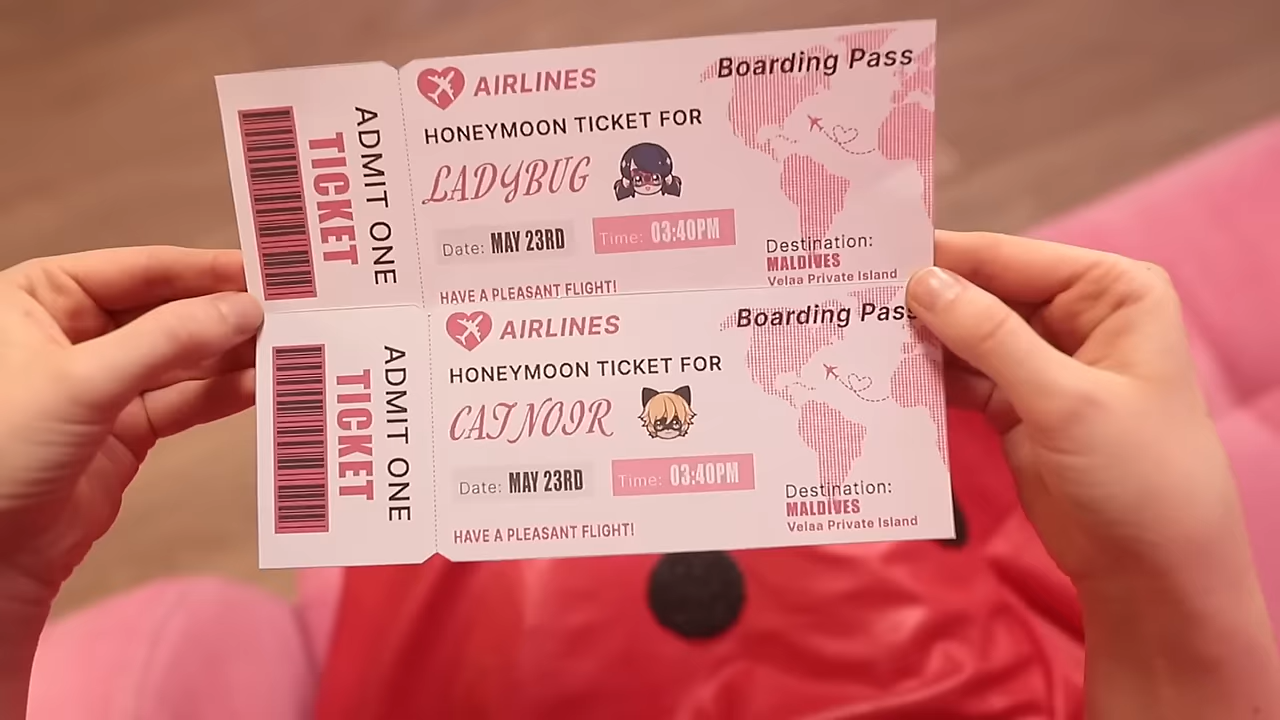 ADMIT ONE
TICKET
AIRLINES
Boarding Pass
HONEYMOON TICKET FOR
LADYBUG
Date: MAY 23RD
Time: 03:40PM
Destination:
MALDIVES
Velaa Private Island
HAVE A PLEASANT FLIGHT!
ADMIT ONE
TICKET
AIRLINES
Boarding Pass
HONEYMOON TICKET FOR
CAT NOIR
Date: MAY 23RD
Time: 03:40PM
Destination:
MALDIVES
Velaa Private Island
HAVE A PLEASANT FLIGHT!